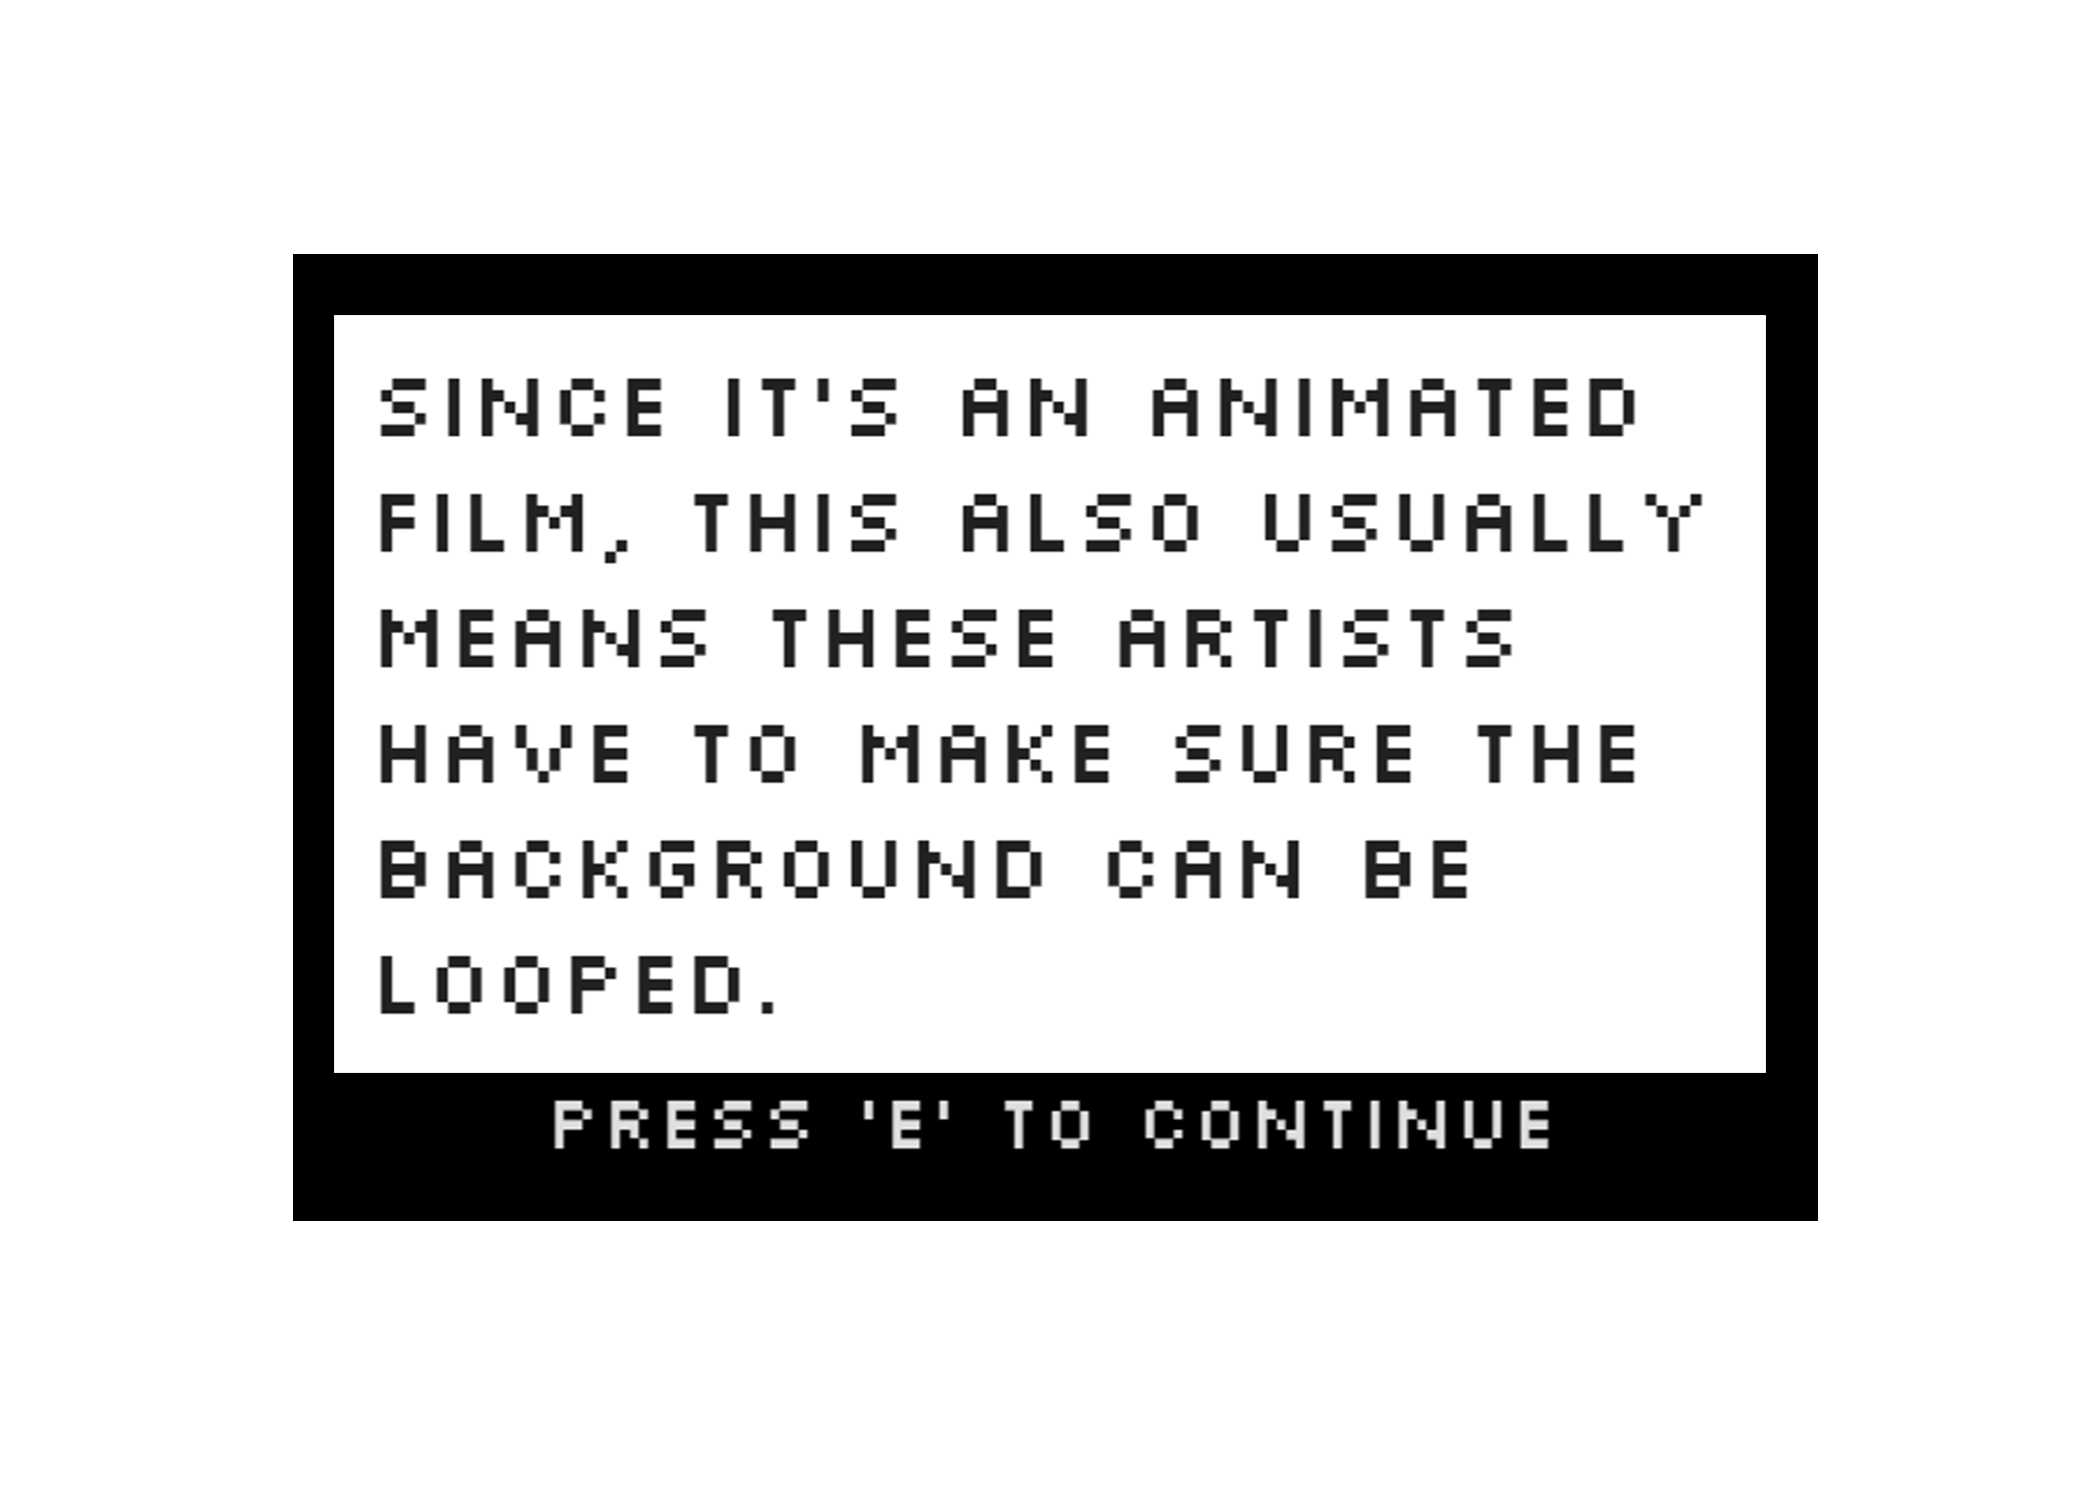 SINCE IT'S AN ANIMATED
FILM, THIS ALSO USUALLY
MEANS THESE ARTISTS
HAVE TO MAKE SURE THE
BACKGROUND CAN BE
LOOPED.
PRESS 'E' TO CONTINUE